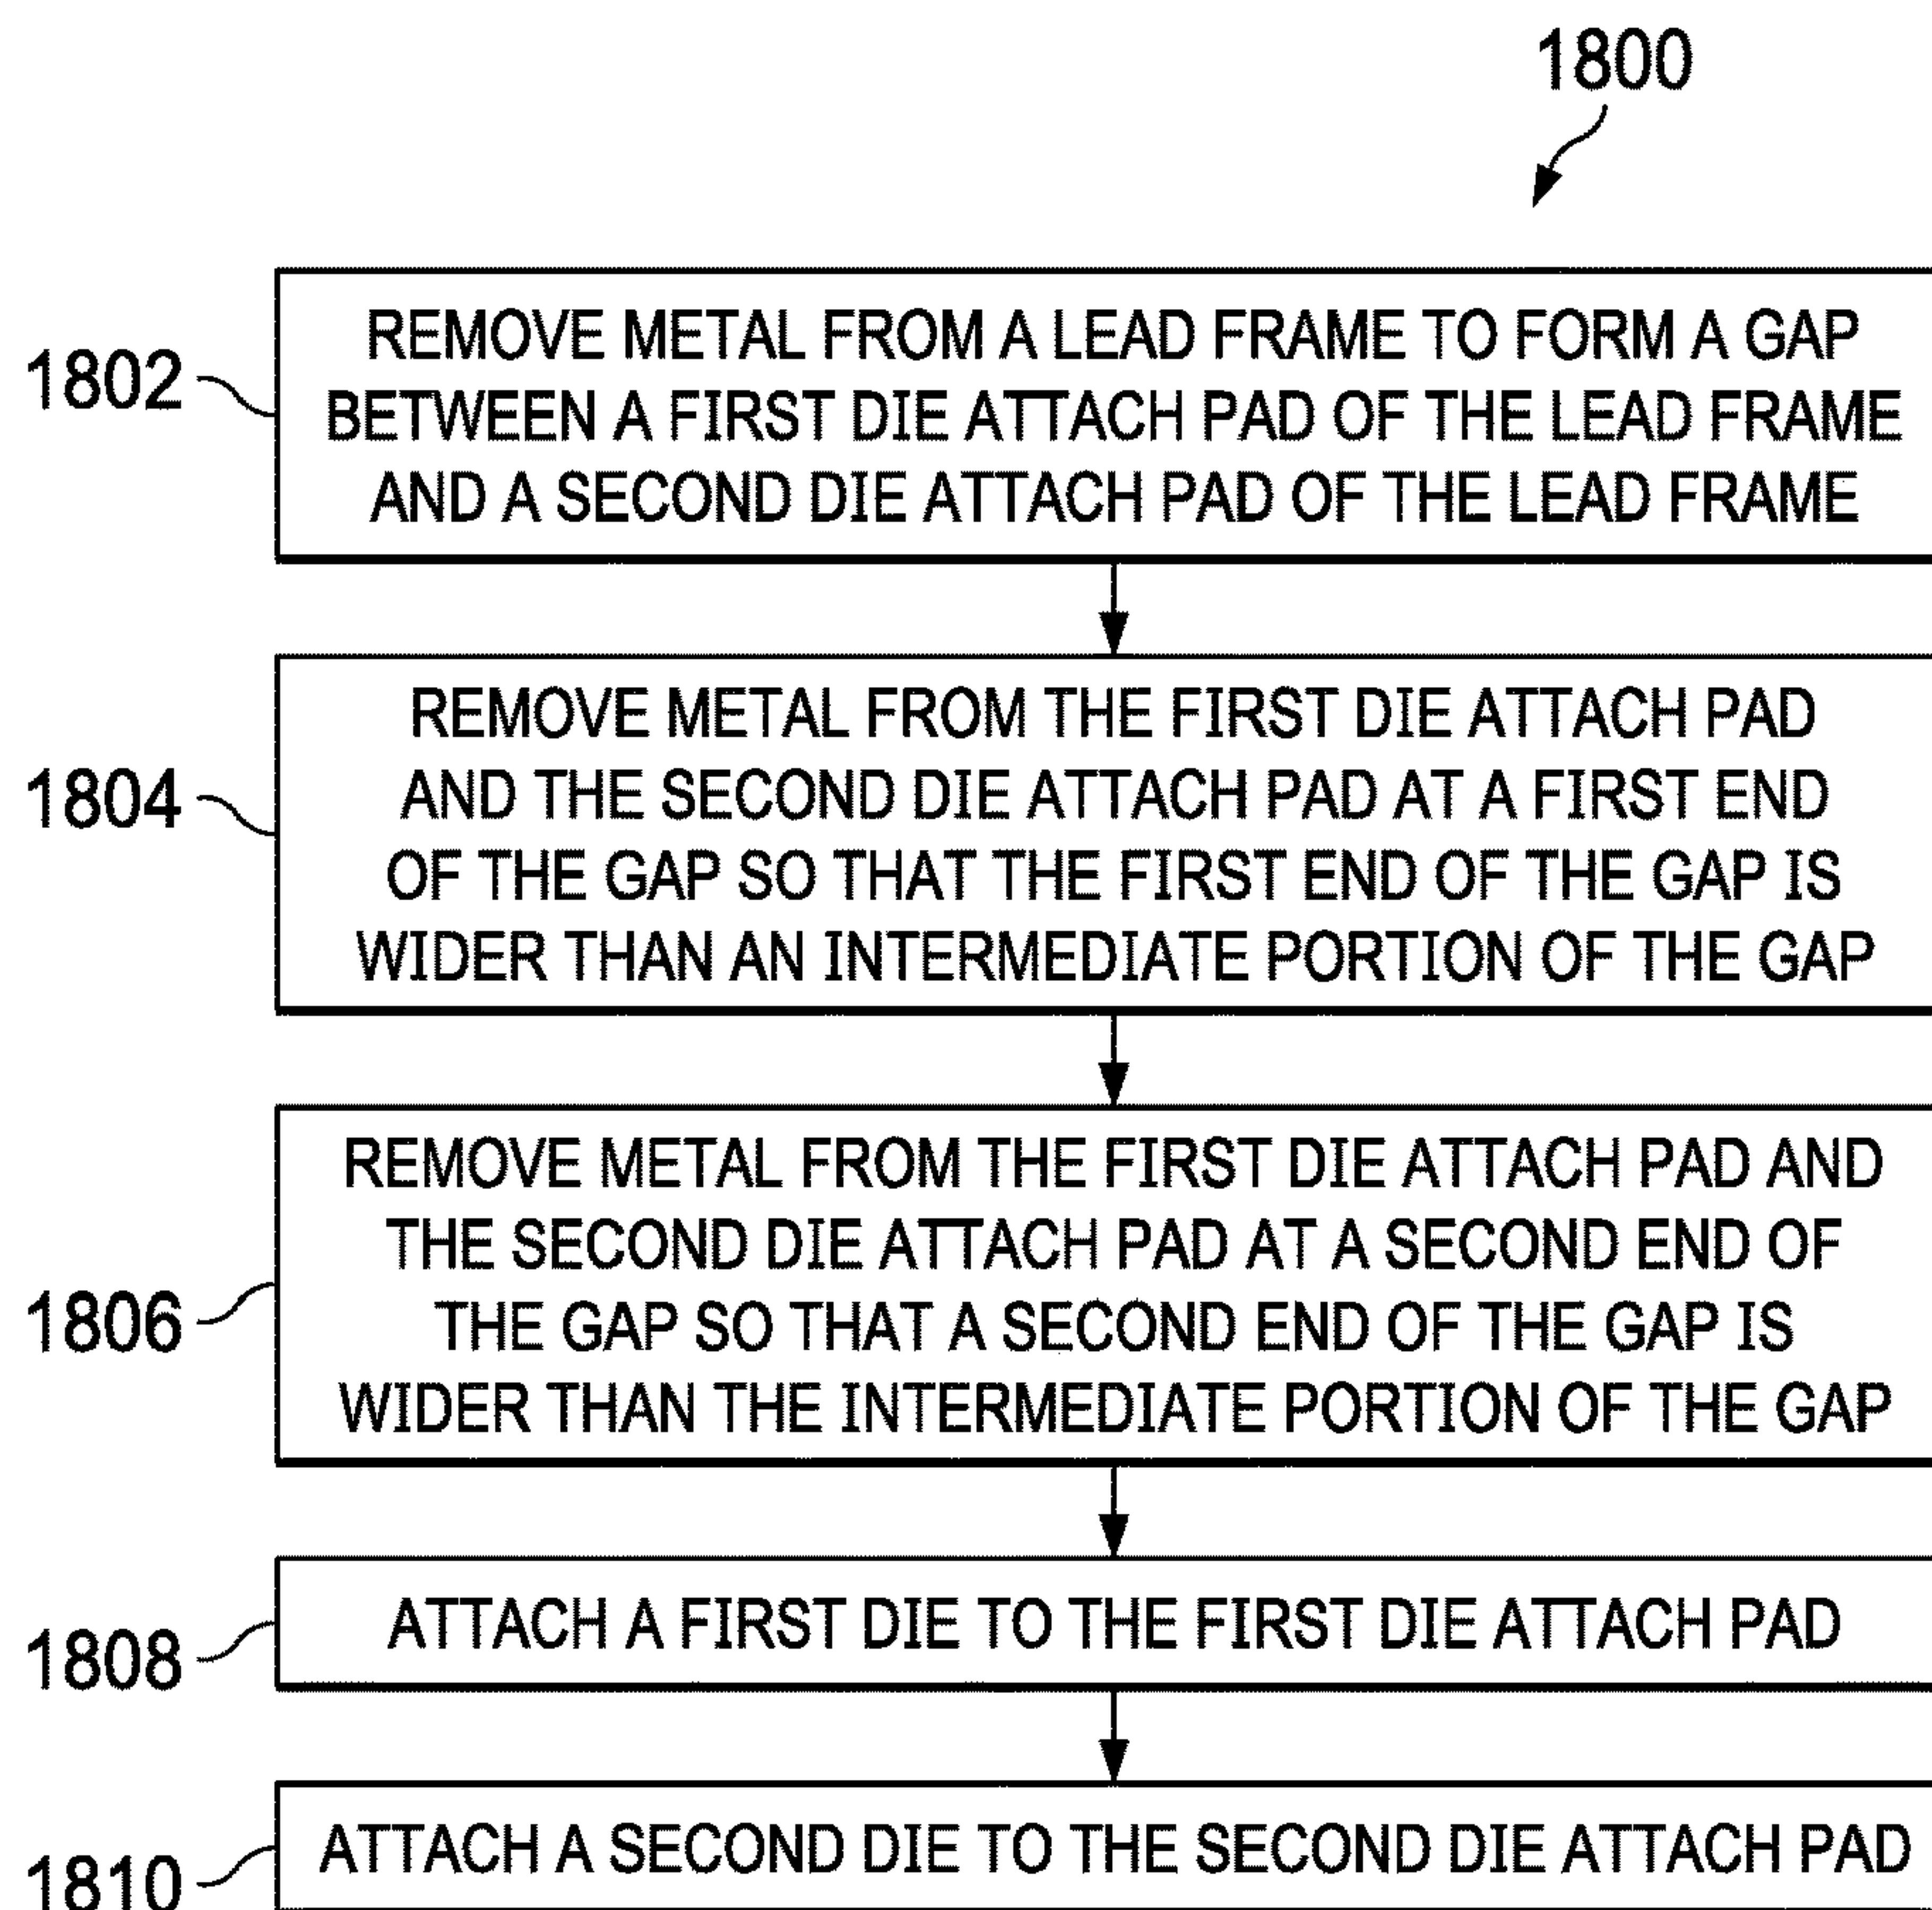 1800
1802
REMOVE METAL FROM A LEAD FRAME TO FORM A GAP
BETWEEN A FIRST DIE ATTACH PAD OF THE LEAD FRAME
AND A SECOND DIE ATTACH PAD OF THE LEAD FRAME
1804
REMOVE METAL FROM THE FIRST DIE ATTACH PAD
AND THE SECOND DIE ATTACH PAD AT A FIRST END
OF THE GAP SO THAT THE FIRST END OF THE GAP IS
WIDER THAN AN INTERMEDIATE PORTION OF THE GAP
1806
REMOVE METAL FROM THE FIRST DIE ATTACH PAD AND
THE SECOND DIE ATTACH PAD AT A SECOND END OF
THE GAP SO THAT A SECOND END OF THE GAP IS
WIDER THAN THE INTERMEDIATE PORTION OF THE GAP
1808
ATTACH A FIRST DIE TO THE FIRST DIE ATTACH PAD
1810
ATTACH A SECOND DIE TO THE SECOND DIE ATTACH PAD